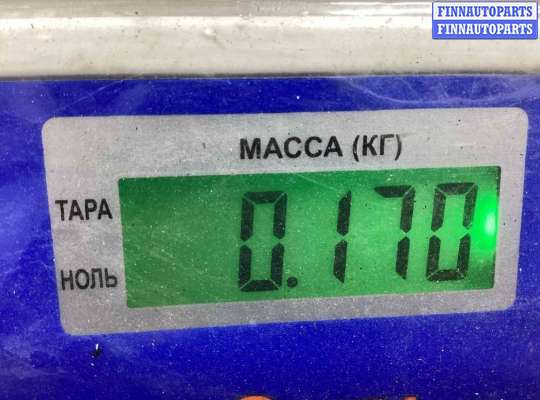 FINNAUTOPARTS
FINNAUTOPARTS
МАССА (КГ)
ТАРА
0.170
НОЛЬ